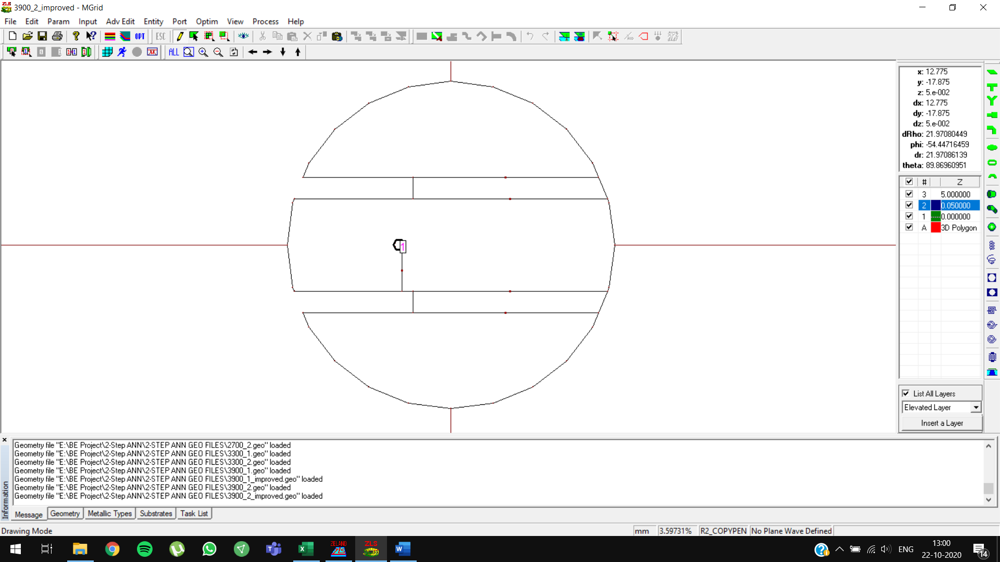 3900_2_improved - MGrid
File Edit Param Input Adv Edit Entity Port Optim View Process Help
OPT ESC
ALL
x: 12.775
y: -17.875
z: 5.e-002
dx: 12.775
dy: -17.875
dz: 5.e-002
dRho: 21.97080449
phi: -54.44716459
dr: 21.97086139
theta: 89.86960951
# Z
3 5.000000
2 0.050000
1 0.000000
A 3D Polygon
1
List All Layers
Elevated Layer
Insert a Layer
Geometry file "E:\BE Project\2-Step ANN\2-STEP ANN GEO FILES\2700_2.geo" loaded
Geometry file "E:\BE Project\2-Step ANN\2-STEP ANN GEO FILES\3300_1.geo" loaded
Geometry file "E:\BE Project\2-Step ANN\2-STEP ANN GEO FILES\3300_2.geo" loaded
Geometry file "E:\BE Project\2-Step ANN\2-STEP ANN GEO FILES\3900_1.geo" loaded
Geometry file "E:\BE Project\2-Step ANN\2-STEP ANN GEO FILES\3900_1_improved.geo" loaded
Geometry file "E:\BE Project\2-Step ANN\2-STEP ANN GEO FILES\3900_2.geo" loaded
Geometry file "E:\BE Project\2-Step ANN\2-STEP ANN GEO FILES\3900_2_improved.geo" loaded
Information
Message Geometry Metallic Types Substrates Task List
Drawing Mode mm 3.59731% R2_COPYPEN No Plane Wave Defined
ZELAND ZLS
ENG
13:00
22-10-2020
14